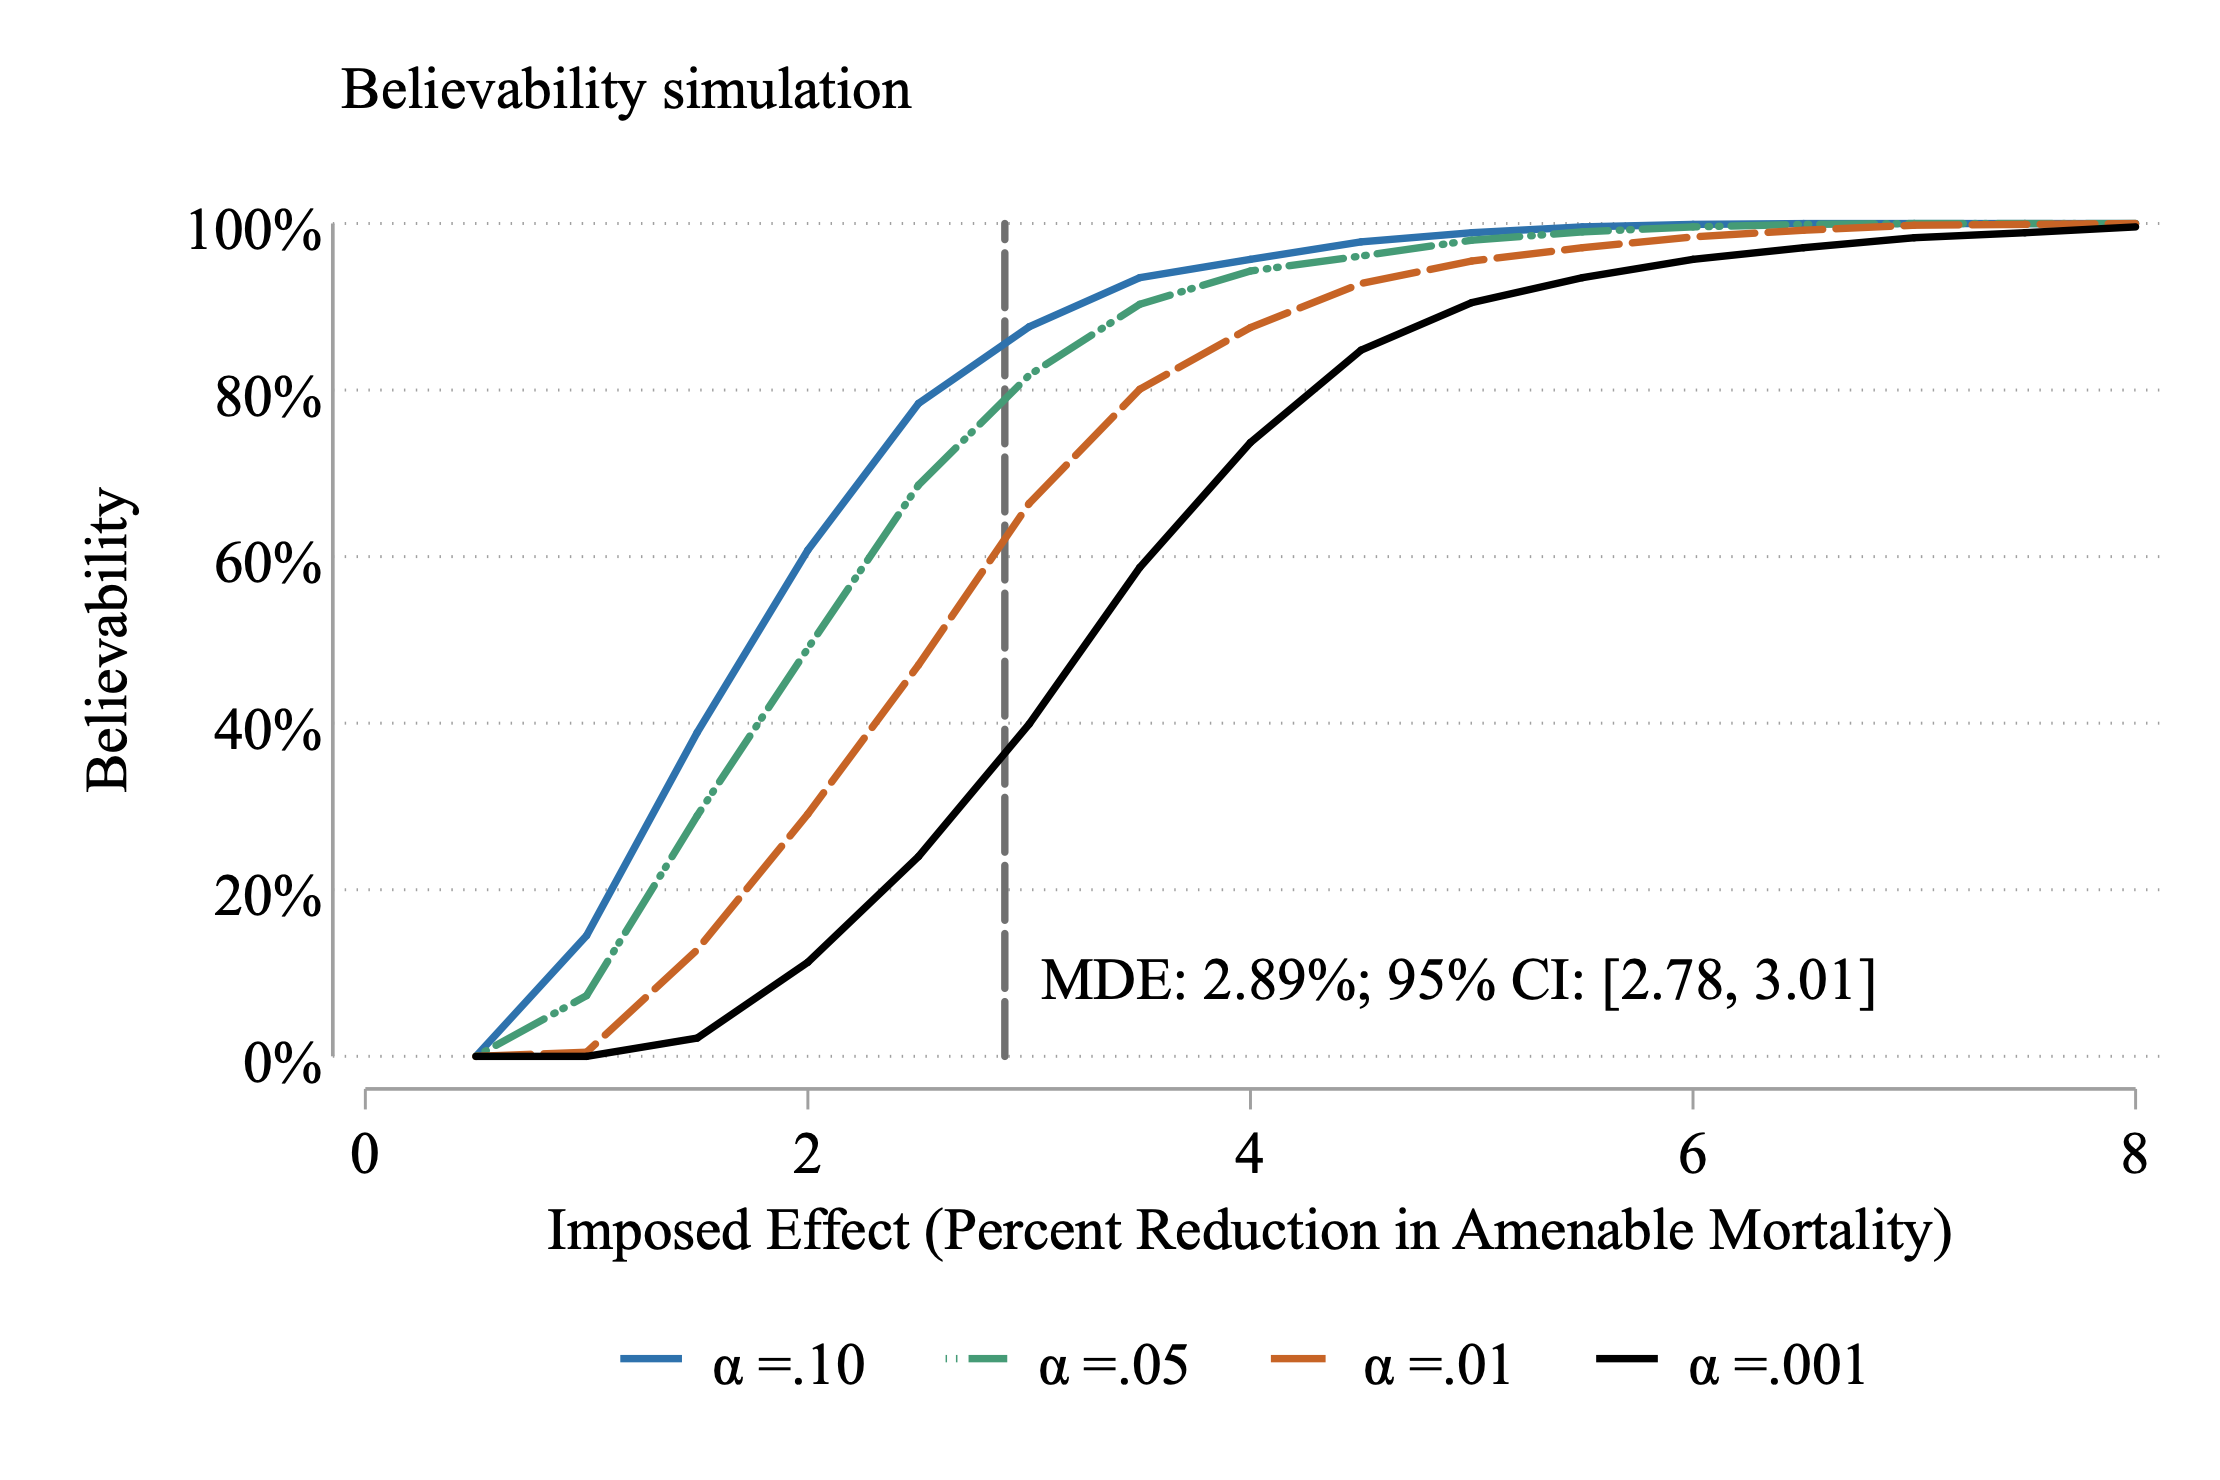 Believability simulation
100%
80%
60%
40%
20%
0%
Believability
MDE: 2.89%; 95% CI: [2.78, 3.01]
0 2 4 6 8
Imposed Effect (Percent Reduction in Amenable Mortality)
α =.10 α =.05 α =.01 α =.001